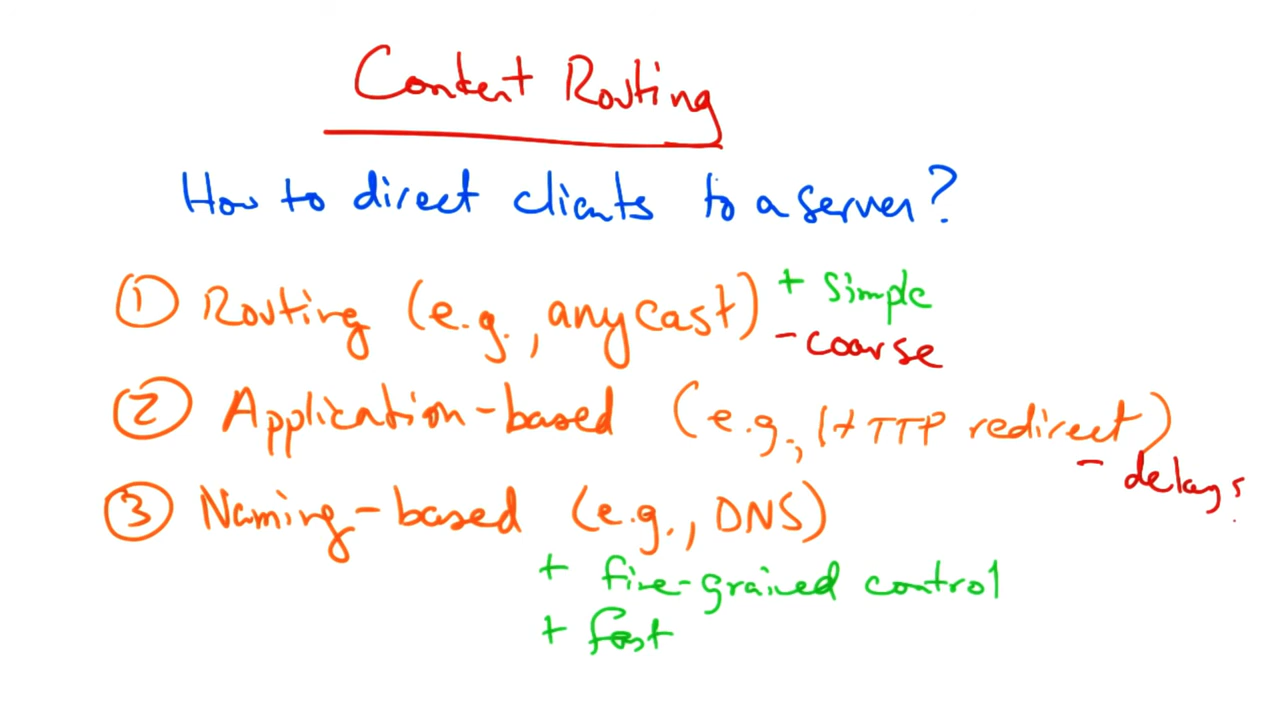 Content Routing
How to direct clients to a server?
① Routing (e.g., anycast) + Simple
- coarse
② Application-based (e.g., HTTP redirect)
- delays
③ Naming-based (e.g., DNS)
+ fine-grained control
+ fast